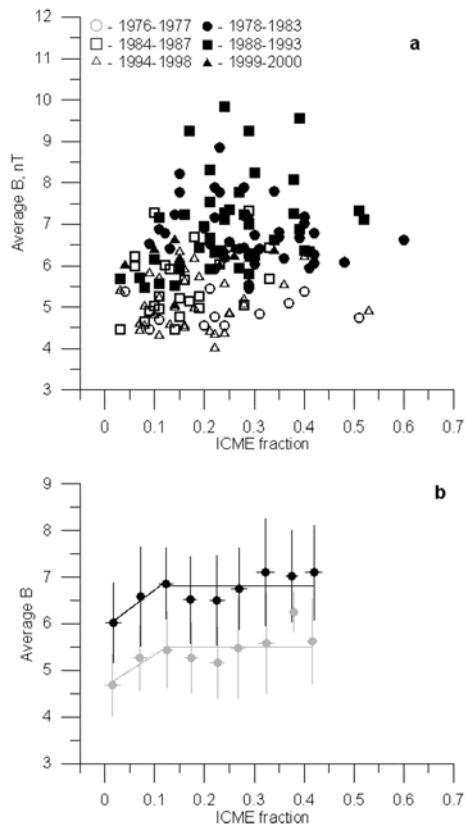 12
○ - 1976-1977 ● - 1978-1983 a
11
□ - 1984-1987 ■ - 1988-1993
△ - 1994-1998 ▲ - 1999-2000
10
9
8
7
6
5
4
3
Average B, nT
0 0.1 0.2 0.3 0.4 0.5 0.6 0.7
ICME fraction
9
b
8
7
6
5
4
3
Average B
0 0.1 0.2 0.3 0.4 0.5 0.6 0.7
ICME fraction